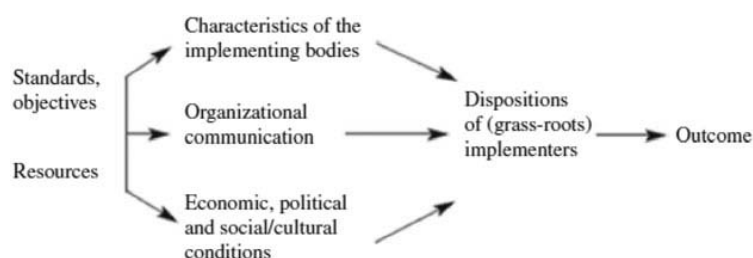 Standards,
objectives
Resources
Characteristics of the
implementing bodies
Organizational
communication
Economic, political
and social/cultural
conditions
Dispositions
of (grass-roots)
implementers
Outcome